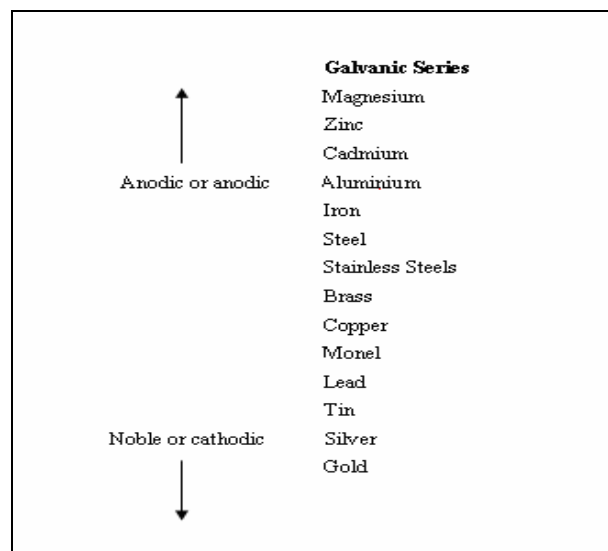 Galvanic Series
Magnesium
Zinc
Cadmium
Anodic or anodic Aluminium
Iron
Steel
Stainless Steels
Brass
Copper
Monel
Lead
Tin
Noble or cathodic Silver
Gold